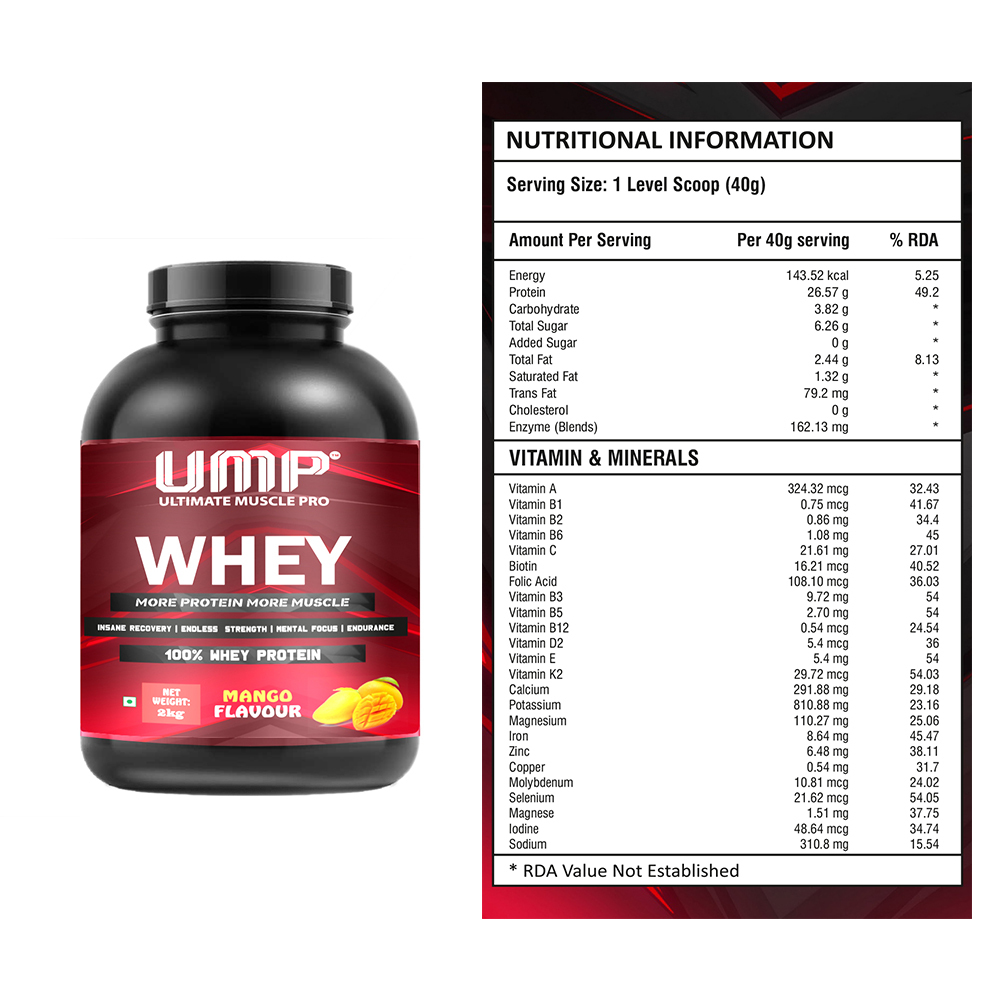 UMP™
ULTIMATE MUSCLE PRO
WHEY
MORE PROTEIN MORE MUSCLE
INSANE RECOVERY | ENDLESS STRENGTH | MENTAL FOCUS | ENDURANCE
100% WHEY PROTEIN
NET
WEIGHT:
2kg
MANGO
FLAVOUR
NUTRITIONAL INFORMATION
Serving Size: 1 Level Scoop (40g)
Amount Per Serving Per 40g serving % RDA
Energy 143.52 kcal 5.25
Protein 26.57 g 49.2
Carbohydrate 3.82 g *
Total Sugar 6.26 g *
Added Sugar 0 g *
Total Fat 2.44 g 8.13
Saturated Fat 1.32 g *
Trans Fat 79.2 mg *
Cholesterol 0 g *
Enzyme (Blends) 162.13 mg *
VITAMIN & MINERALS
Vitamin A 324.32 mcg 32.43
Vitamin B1 0.75 mcg 41.67
Vitamin B2 0.86 mg 34.4
Vitamin B6 1.08 mg 45
Vitamin C 21.61 mg 27.01
Biotin 16.21 mcg 40.52
Folic Acid 108.10 mcg 36.03
Vitamin B3 9.72 mg 54
Vitamin B5 2.70 mg 54
Vitamin B12 0.54 mcg 24.54
Vitamin D2 5.4 mcg 36
Vitamin E 5.4 mg 54
Vitamin K2 29.72 mcg 54.03
Calcium 291.88 mg 29.18
Potassium 810.88 mg 23.16
Magnesium 110.27 mg 25.06
Iron 8.64 mg 45.47
Zinc 6.48 mg 38.11
Copper 0.54 mg 31.7
Molybdenum 10.81 mcg 24.02
Selenium 21.62 mcg 54.05
Magnese 1.51 mg 37.75
Iodine 48.64 mcg 34.74
Sodium 310.8 mg 15.54
* RDA Value Not Established